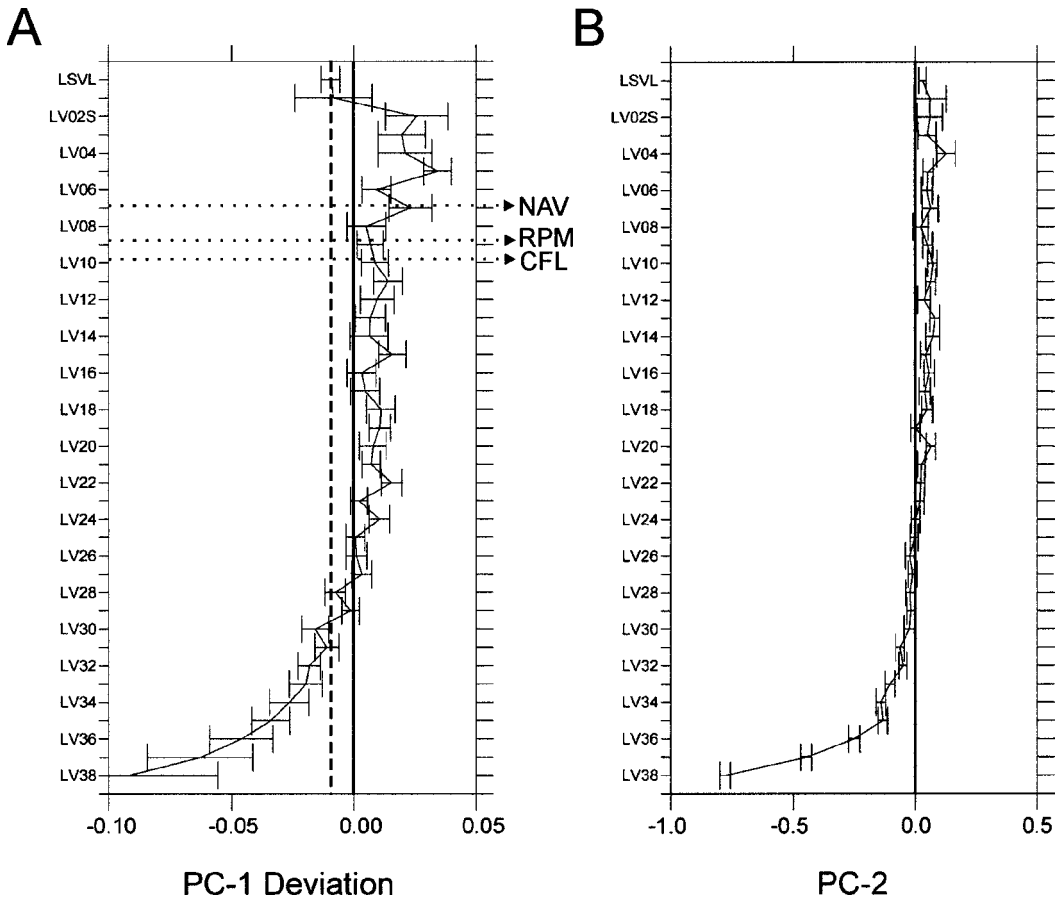 A
LSVL
LV02S
LV04
LV06
LV08
LV10
LV12
LV14
LV16
LV18
LV20
LV22
LV24
LV26
LV28
LV30
LV32
LV34
LV36
LV38
NAV
RPM
CFL
-0.10 -0.05 0.00 0.05
PC-1 Deviation
B
LSVL
LV02S
LV04
LV06
LV08
LV10
LV12
LV14
LV16
LV18
LV20
LV22
LV24
LV26
LV28
LV30
LV32
LV34
LV36
LV38
-1.0 -0.5 0.0 0.5
PC-2